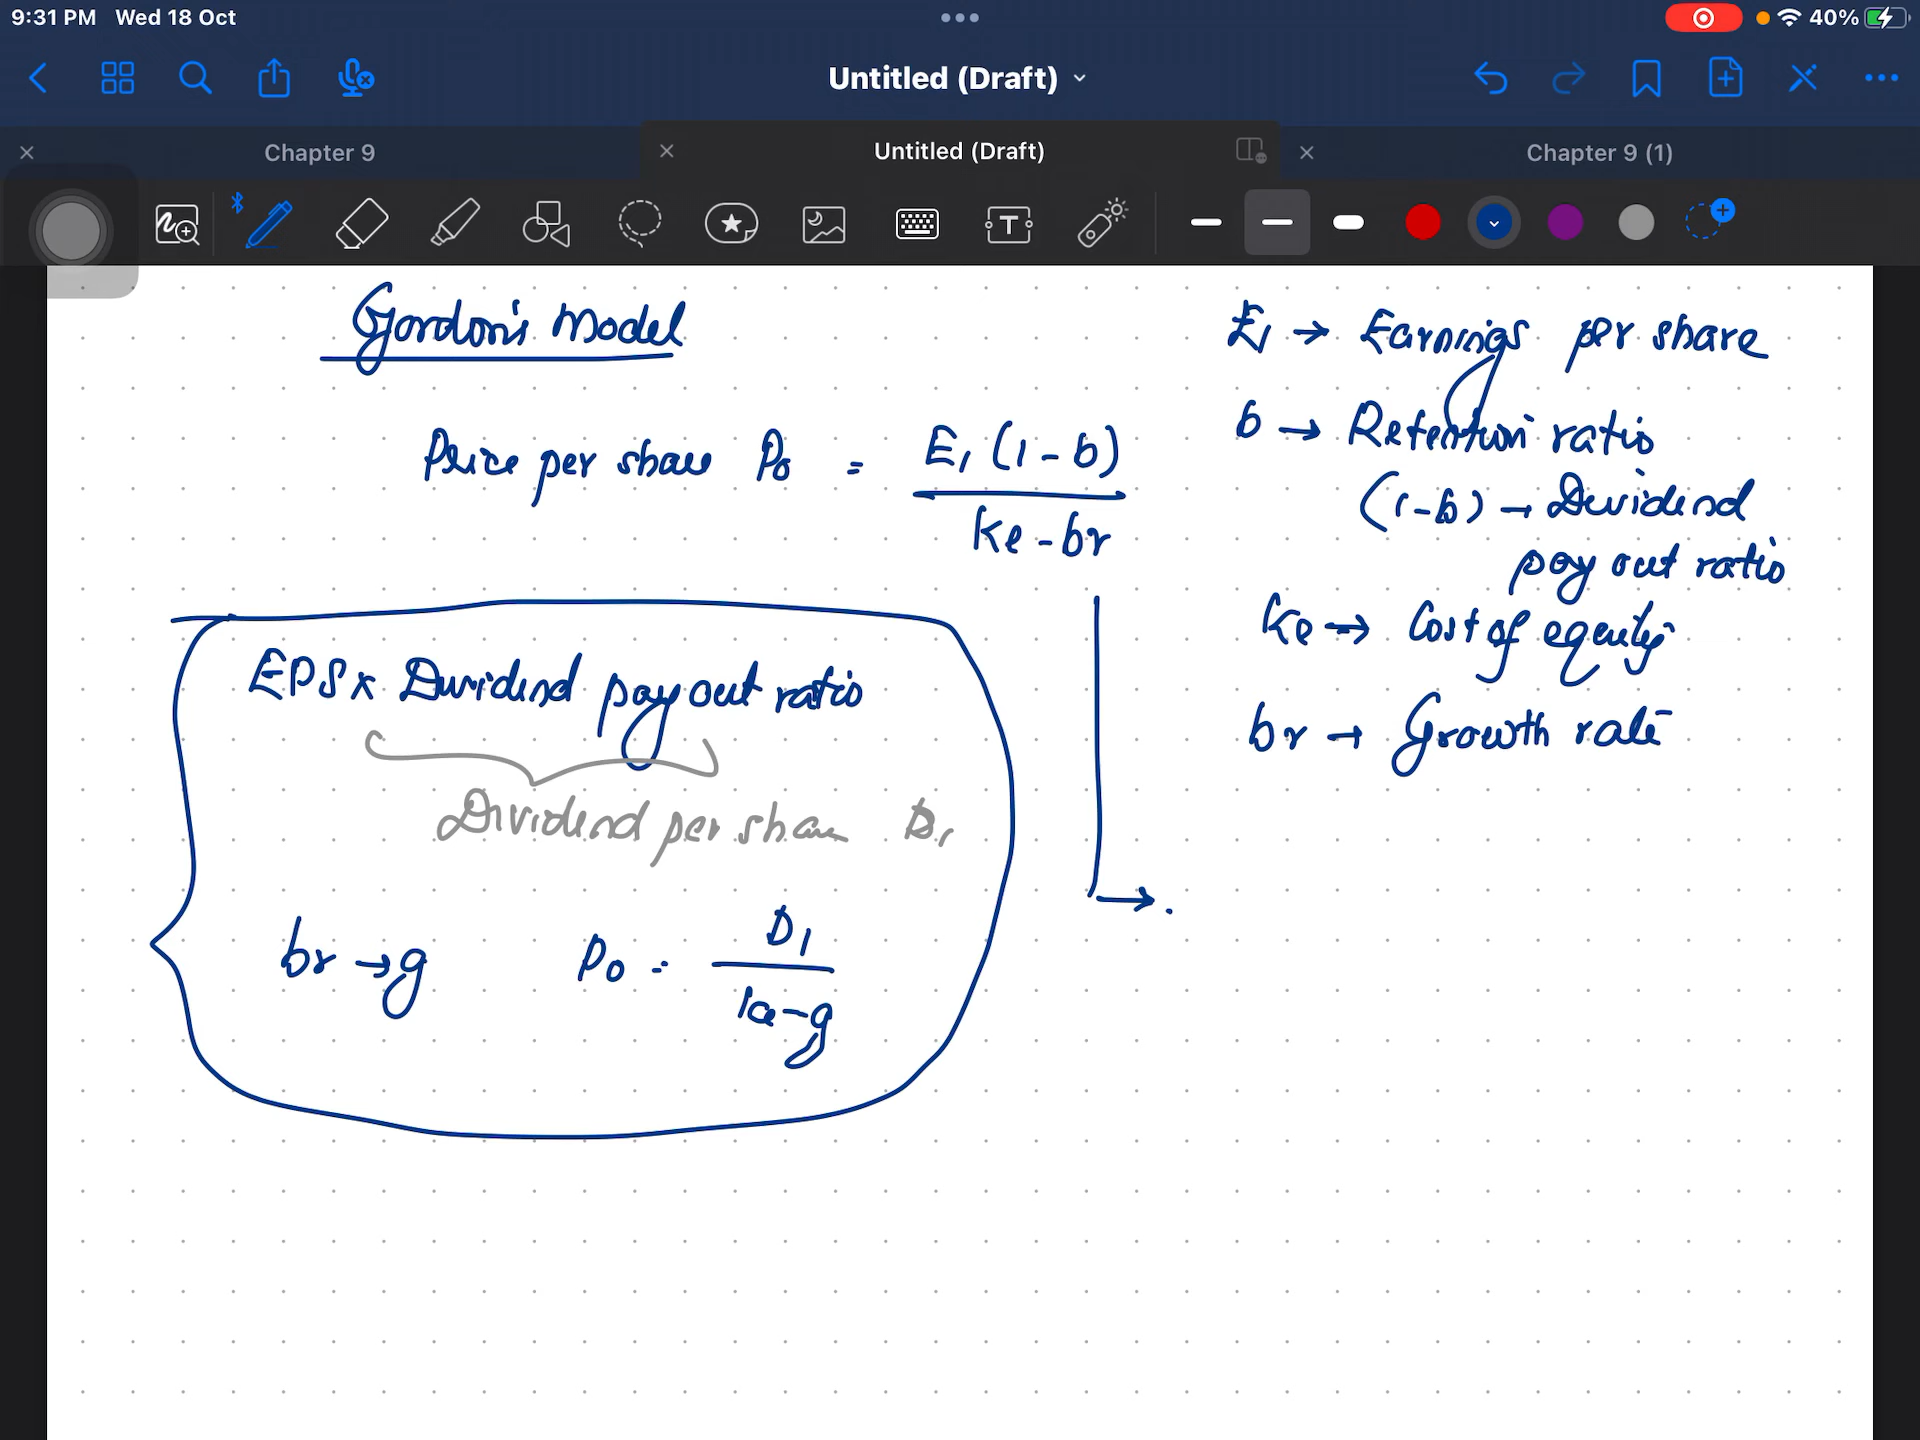 9:31 PM Wed 18 Oct
40%
Untitled (Draft)
Chapter 9
Untitled (Draft)
Chapter 9 (1)
Gordon's Model
Price per share P₀ = E₁ (1-b)
ke - br
EPS x Dividend pay out ratio
Dividend per share D₁
br → g P₀ = D₁
ke-g
E₁ → Earnings per share
b → Retention ratio
(1-b) → Dividend
pay out ratio
Ke → Cost of equity
br → Growth rate